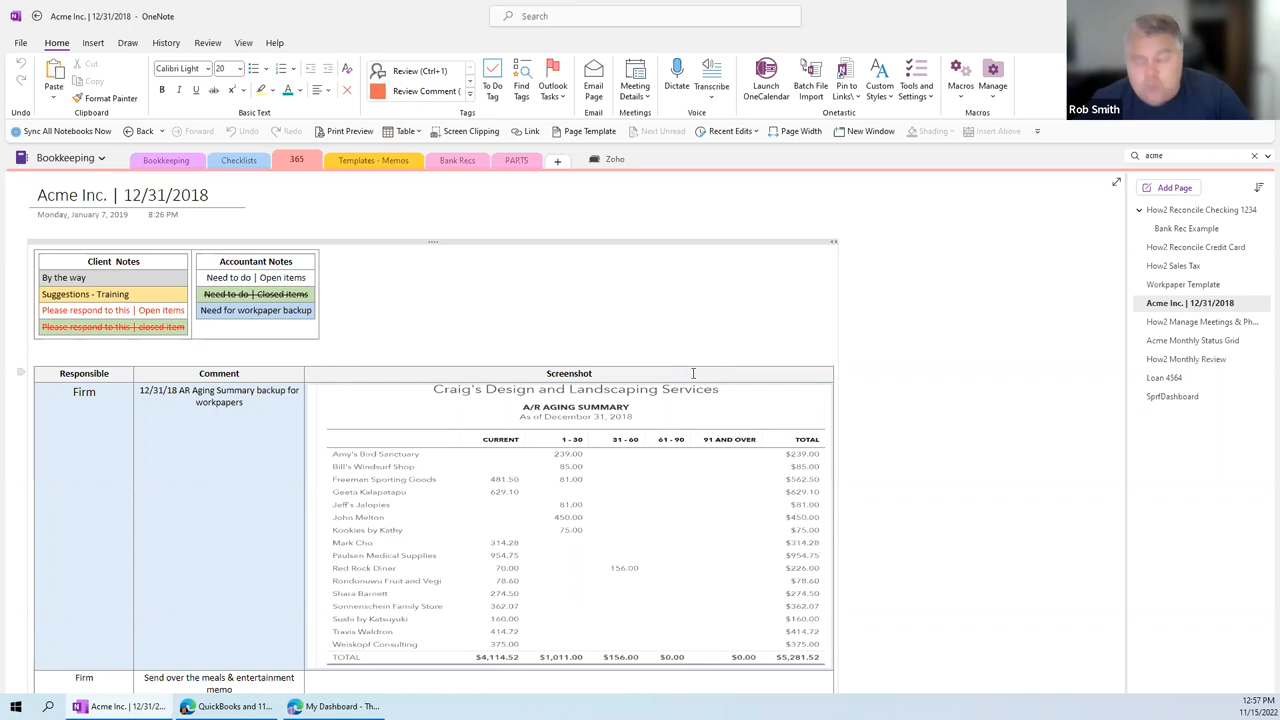 Acme Inc. | 12/31/2018 - OneNote
Search
File Home Insert Draw History Review View Help
Cut
Copy
Format Painter
Paste
Undo
Calibri Light 20
B I U ab
Basic Text
Review (Ctrl+1)
Review Comment (
Tags
To Do Tag
Find Tags
Outlook Tasks
Email Page
Email
Meeting Details
Meetings
Dictate
Transcribe
Voice
Launch OneCalendar
Batch File Import
Pin to Links\
Custom Styles
Tools and Settings
Onetastic
Macros
Manage
Macros
Rob Smith
Sync All Notebooks Now Back Forward Undo Redo Print Preview Table Screen Clipping Link Page Template Next Unread Recent Edits Page Width New Window Shading Insert Above
Bookkeeping
Bookkeeping Checklists 365 Templates - Memos Bank Recs PARTS + Zoho
acme
Add Page
How2 Reconcile Checking 1234
Bank Rec Example
How2 Reconcile Credit Card
How2 Sales Tax
Workpaper Template
Acme Inc. | 12/31/2018
How2 Manage Meetings & Ph...
Acme Monthly Status Grid
How2 Monthly Review
Loan 4564
SprfDashboard
Acme Inc. | 12/31/2018
Monday, January 7, 2019 8:26 PM
Client Notes
By the way
Suggestions - Training
Please respond to this | Open items
Please respond to this | closed item
Accountant Notes
Need to do | Open items
Need to do | Closed items
Need for workpaper backup
Responsible Comment Screenshot
Firm
12/31/18 AR Aging Summary backup for
workpapers
Craig's Design and Landscaping Services
A/R AGING SUMMARY
As of December 31, 2018
CURRENT 1 - 30 31 - 60 61 - 90 91 AND OVER TOTAL
Amy's Bird Sanctuary 239.00 $239.00
Bill's Windsurf Shop 85.00 $85.00
Freeman Sporting Goods 481.50 81.00 $562.50
Geeta Kalapatapu 629.10 $629.10
Jeff's Jalopies 81.00 $81.00
John Melton 450.00 $450.00
Kookies by Kathy 75.00 $75.00
Mark Cho 314.28 $314.28
Paulsen Medical Supplies 954.75 $954.75
Red Rock Diner 70.00 156.00 $226.00
Rondonuwu Fruit and Vegi 78.60 $78.60
Shara Barnett 274.50 $274.50
Sonnenschein Family Store 362.07 $362.07
Sushi by Katsuyuki 160.00 $160.00
Travis Waldron 414.72 $414.72
Weiskopf Consulting 375.00 $375.00
TOTAL $4,114.52 $1,011.00 $156.00 $0.00 $0.00 $5,281.52
Firm
Send over the meals & entertainment
memo
Acme Inc. | 12/31/2...
QuickBooks and 11...
My Dashboard - Th...
12:57 PM
11/15/2022